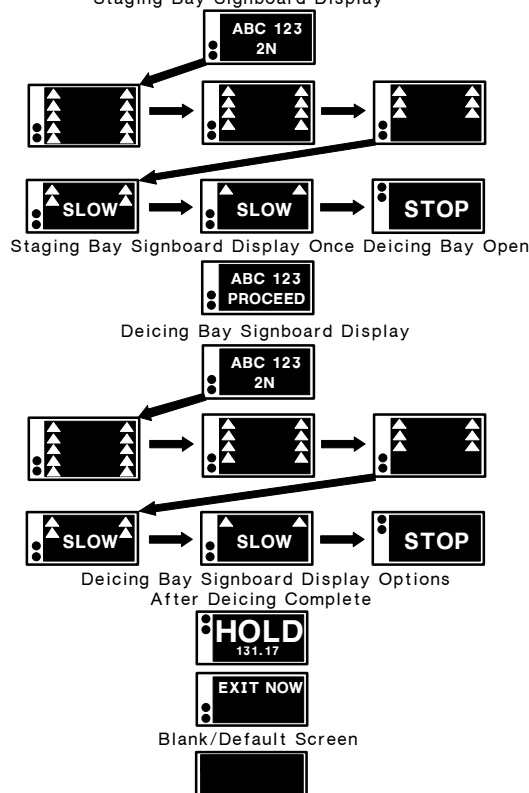 Staging Bay Signboard Display
ABC 123
2N
SLOW
SLOW
STOP
Staging Bay Signboard Display Once Deicing Bay Open
ABC 123
PROCEED
Deicing Bay Signboard Display
ABC 123
2N
SLOW
SLOW
STOP
Deicing Bay Signboard Display Options
After Deicing Complete
HOLD
131.17
EXIT NOW
Blank/Default Screen